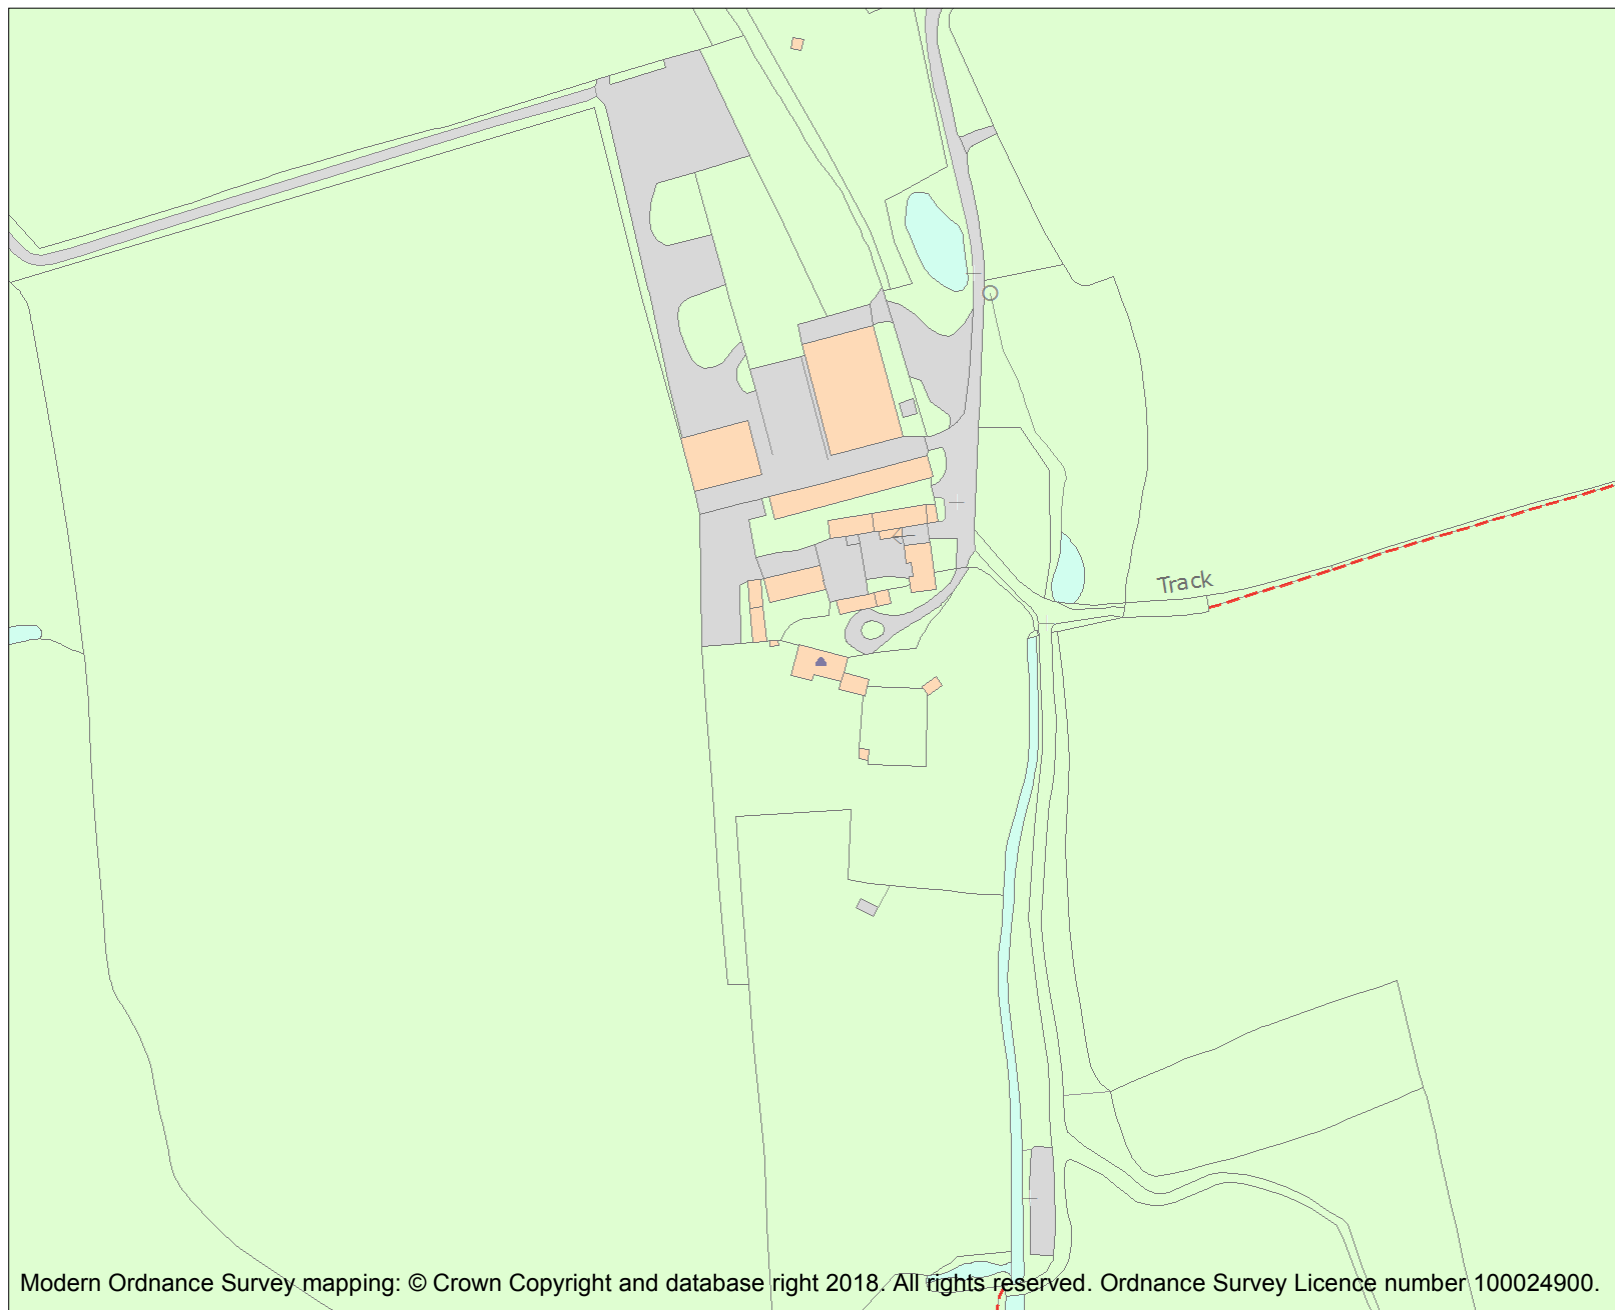 Track
Modern Ordnance Survey mapping: © Crown Copyright and database right 2018. All rights reserved. Ordnance Survey Licence number 100024900.